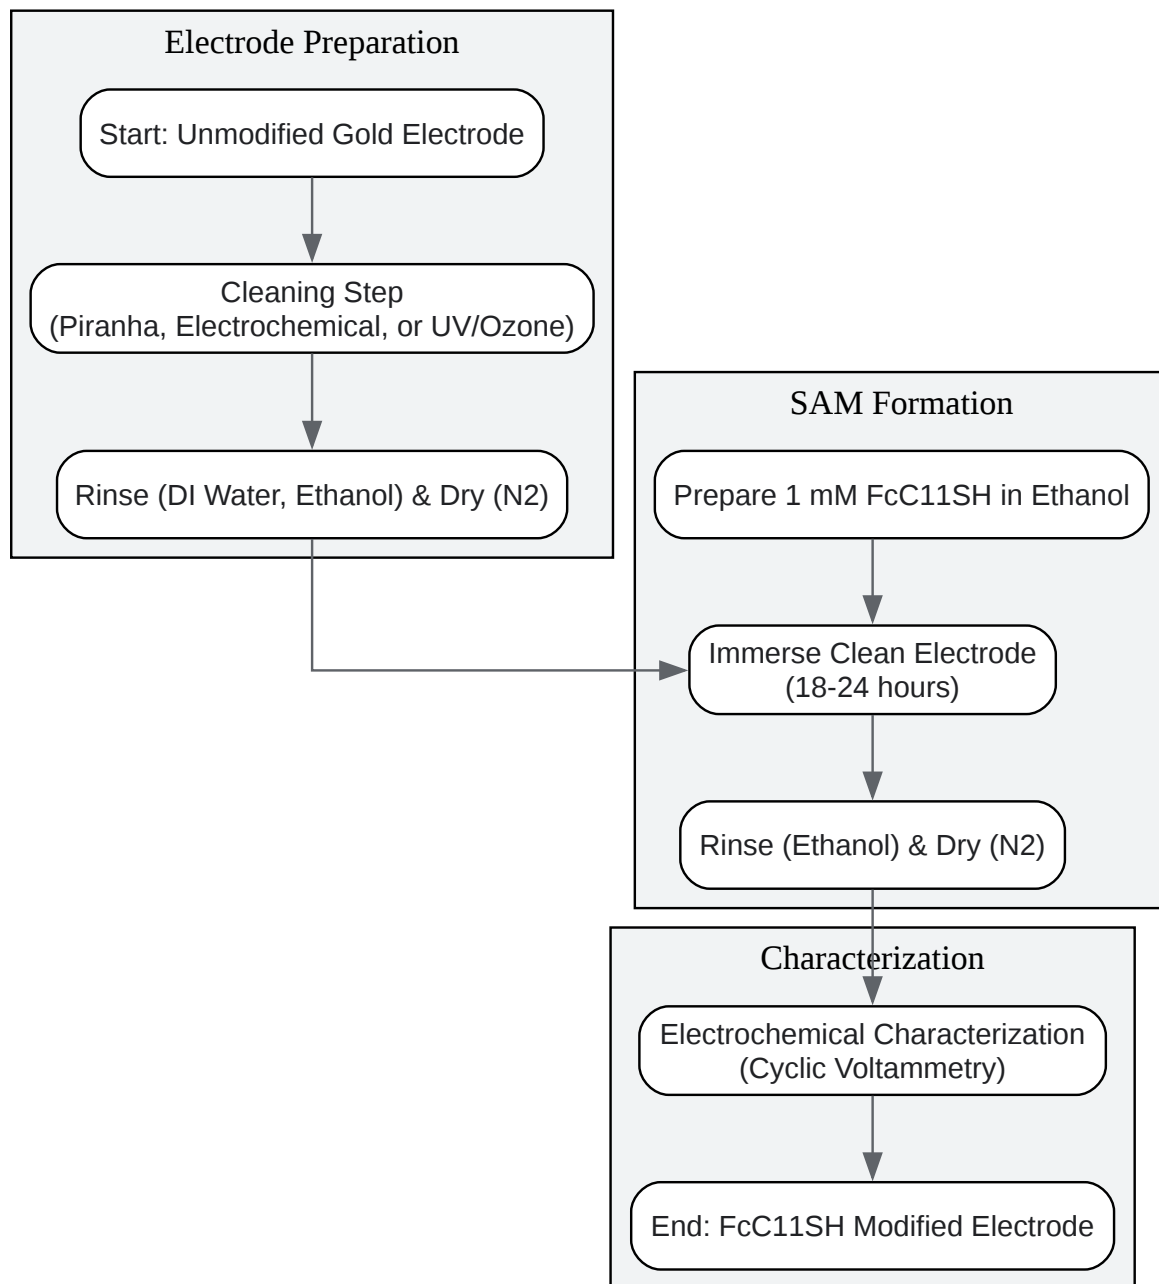 Electrode Preparation
Start: Unmodified Gold Electrode
Cleaning Step
(Piranha, Electrochemical, or UV/Ozone)
Rinse (DI Water, Ethanol) & Dry (N2)
SAM Formation
Prepare 1 mM FcC11SH in Ethanol
Immerse Clean Electrode
(18-24 hours)
Rinse (Ethanol) & Dry (N2)
Characterization
Electrochemical Characterization
(Cyclic Voltammetry)
End: FcC11SH Modified Electrode